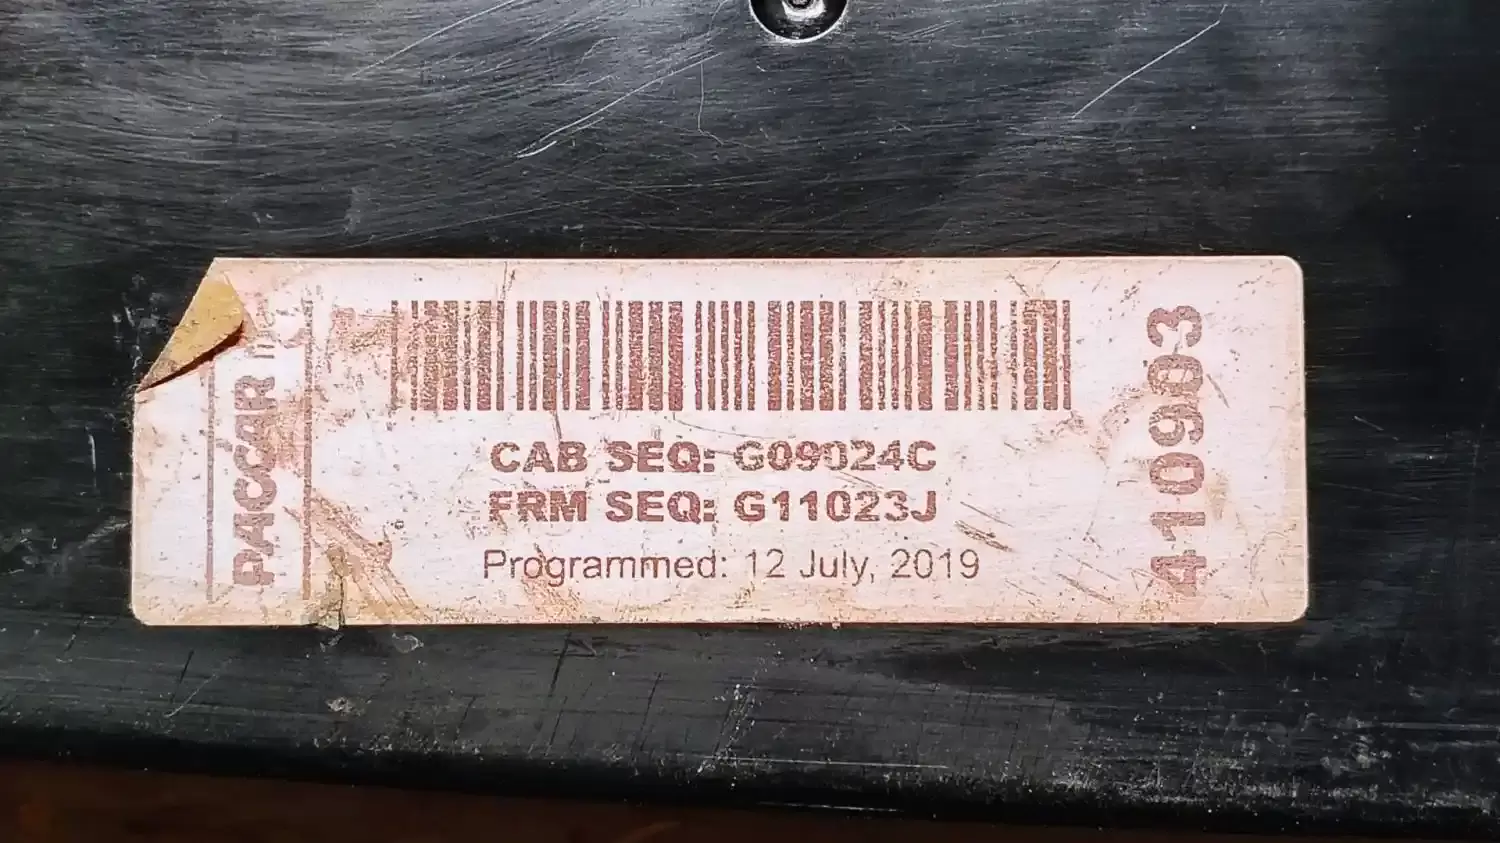 PACCAR
CAB SEQ: G09024C
FRM SEQ: G11023J
Programmed: 12 July, 2019
410903